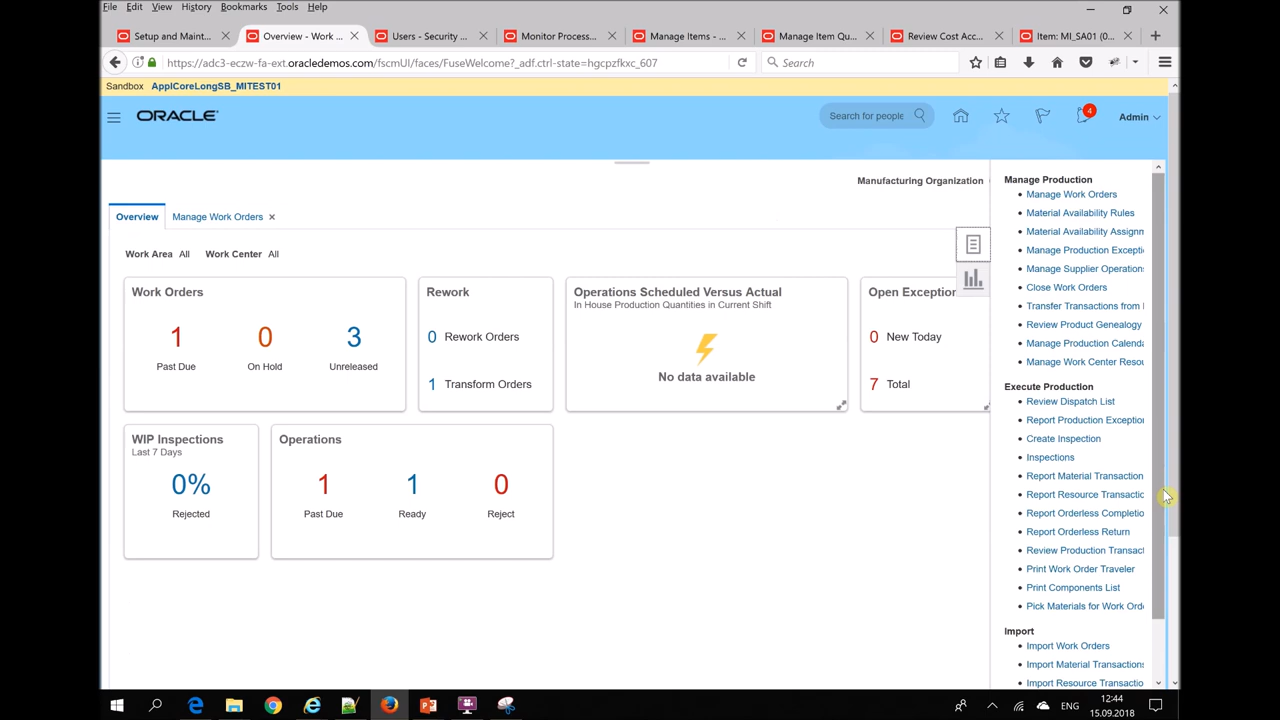 File Edit View History Bookmarks Tools Help
Setup and Maint...
Overview - Work ...
Users - Security ...
Monitor Process...
Manage Items - ...
Manage Item Qu...
Review Cost Acc...
Item: MI_SA01 (0...
https://adc3-eczw-fa-ext.oracledemos.com/fscmUI/faces/FuseWelcome?_adf.ctrl-state=hgcpzfkxc_607
Search
Sandbox ApplCoreLongSB_MITEST01
ORACLE
Search for people
4
Admin
Manufacturing Organization
Overview
Manage Work Orders
Work Area All Work Center All
Work Orders
1
Past Due
0
On Hold
3
Unreleased
Rework
0 Rework Orders
1 Transform Orders
Operations Scheduled Versus Actual
In House Production Quantities in Current Shift
No data available
Open Exception
0 New Today
7 Total
WIP Inspections
Last 7 Days
0%
Rejected
Operations
1
Past Due
1
Ready
0
Reject
Manage Production
Manage Work Orders
Material Availability Rules
Material Availability Assignm
Manage Production Excepti
Manage Supplier Operation
Close Work Orders
Transfer Transactions from
Review Product Genealogy
Manage Production Calenda
Manage Work Center Resou
Execute Production
Review Dispatch List
Report Production Exception
Create Inspection
Inspections
Report Material Transaction
Report Resource Transactio
Report Orderless Completio
Report Orderless Return
Review Production Transact
Print Work Order Traveler
Print Components List
Pick Materials for Work Orde
Import
Import Work Orders
Import Material Transactions
Import Resource Transactio
ENG
12:44
15.09.2018